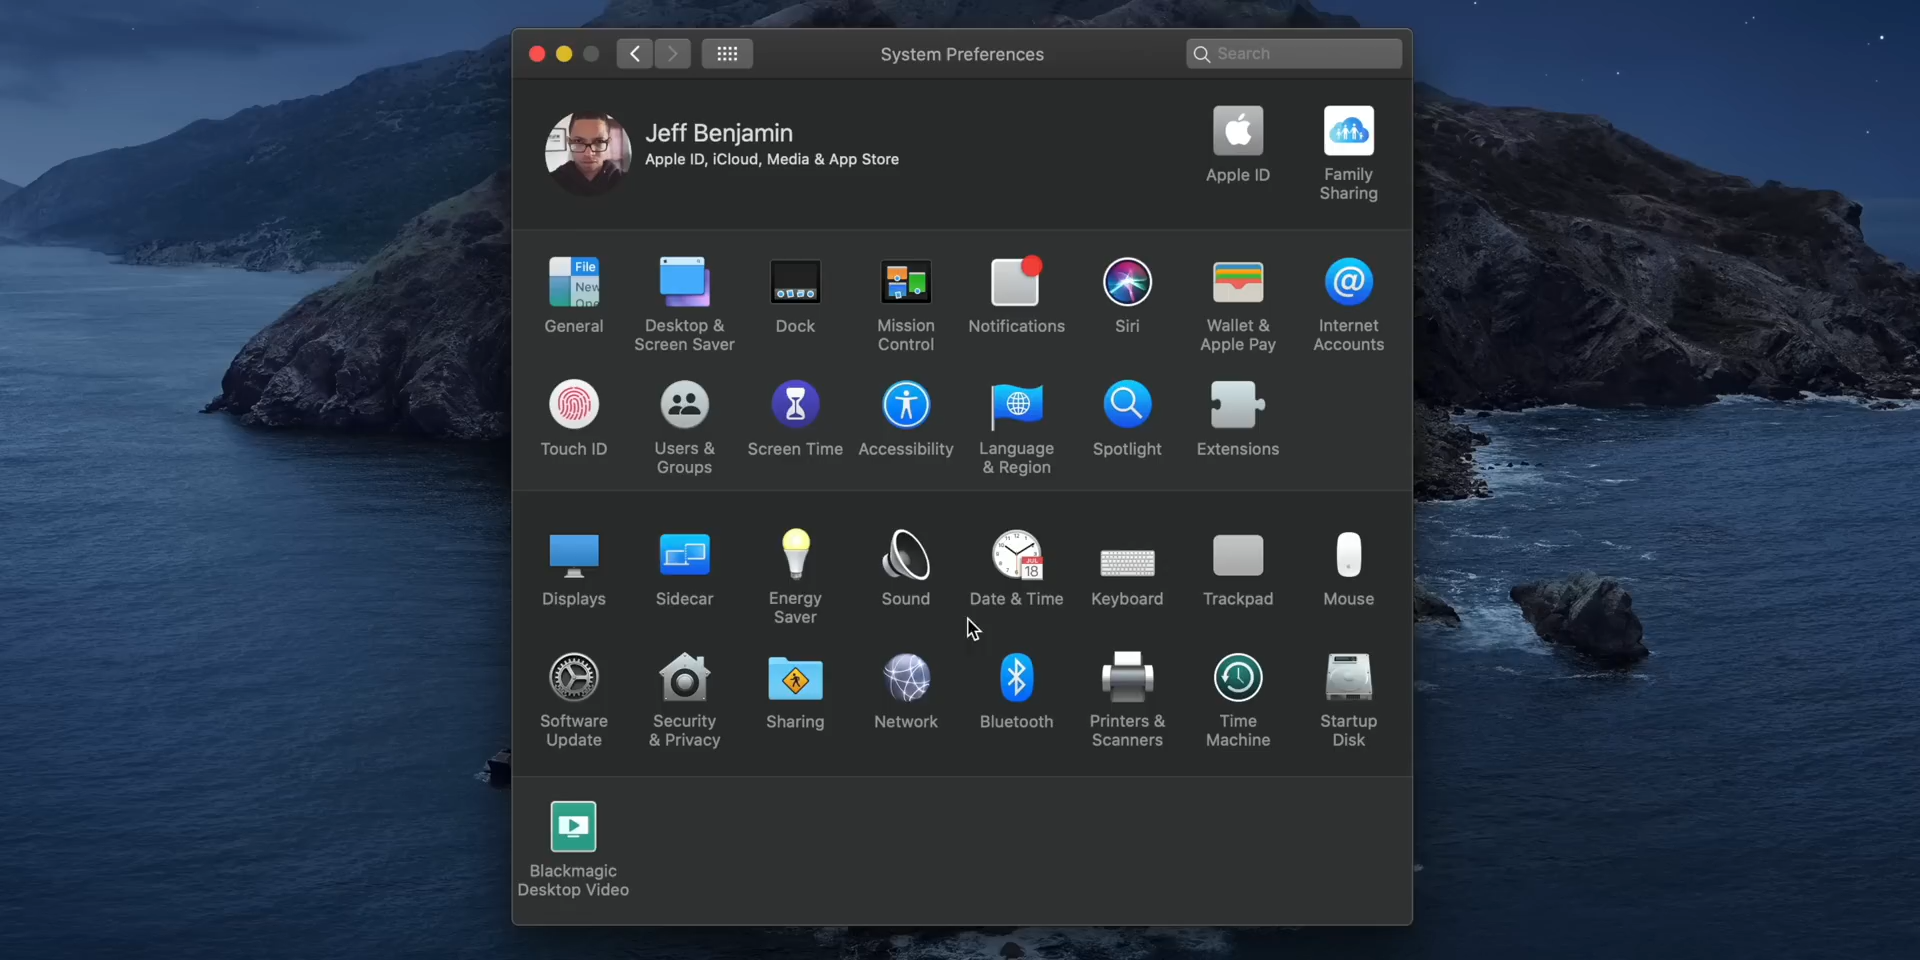 System Preferences
Search
Jeff Benjamin
Apple ID, iCloud, Media & App Store
Apple ID
Family
Sharing
File
New
One
General
Desktop &
Screen Saver
Dock
Mission
Control
Notifications
Siri
Wallet &
Apple Pay
Internet
Accounts
Touch ID
Users &
Groups
Screen Time
Accessibility
Language
& Region
Spotlight
Extensions
Displays
Sidecar
Energy
Saver
Sound
JUL
18
Date & Time
Keyboard
Trackpad
Mouse
Software
Update
Security
& Privacy
Sharing
Network
Bluetooth
Printers &
Scanners
Time
Machine
Startup
Disk
Blackmagic
Desktop Video